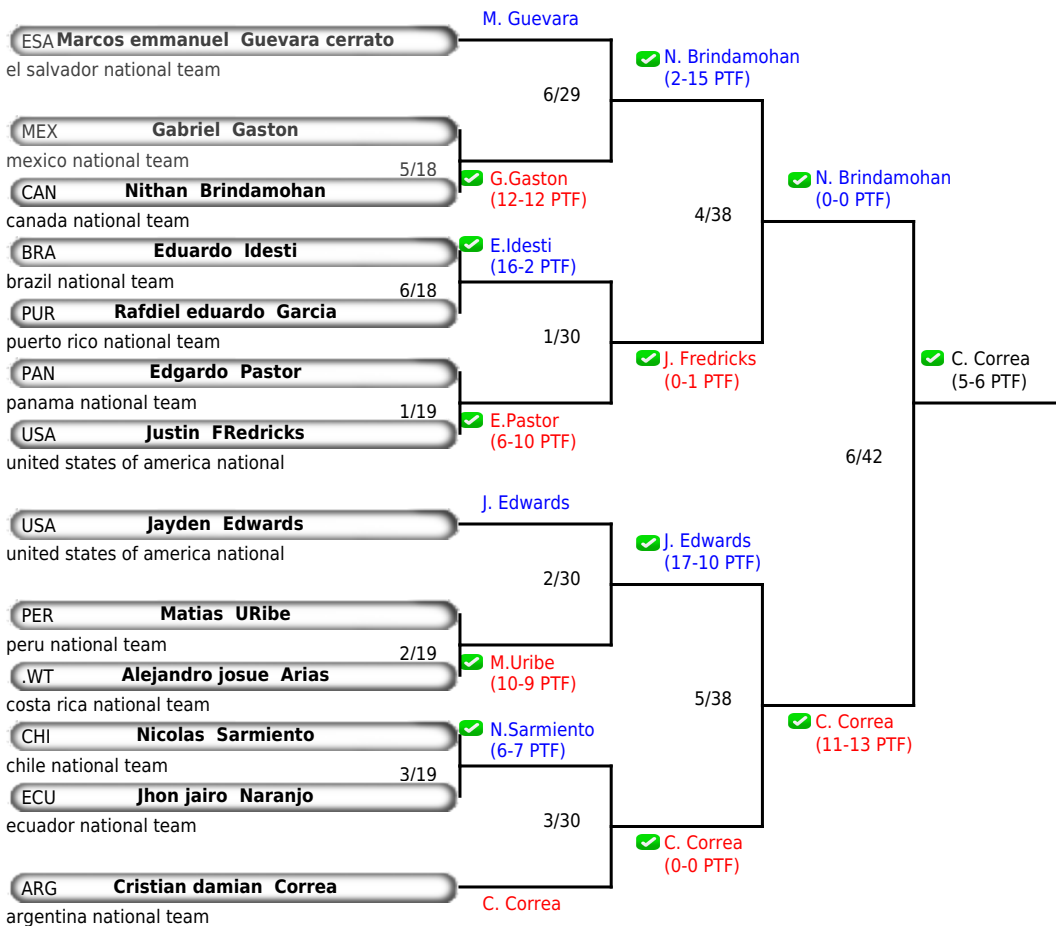 M. Guevara
ESA Marcos emmanuel Guevara cerrato
el salvador national team
N. Brindamohan
(2-15 PTF)
6/29
MEX Gabriel Gaston
mexico national team
5/18
G.Gaston
(12-12 PTF)
CAN Nithan Brindamohan
canada national team
N. Brindamohan
(0-0 PTF)
4/38
BRA Eduardo Idesti
brazil national team
E.Idesti
(16-2 PTF)
6/18
PUR Rafdiel eduardo Garcia
puerto rico national team
1/30
J. Fredricks
(0-1 PTF)
PAN Edgardo Pastor
panama national team
1/19
E.Pastor
(6-10 PTF)
USA Justin FRedricks
united states of america national
C. Correa
(5-6 PTF)
6/42
J. Edwards
USA Jayden Edwards
united states of america national
J. Edwards
(17-10 PTF)
2/30
PER Matias URibe
peru national team
2/19
M.Uribe
(10-9 PTF)
.WT Alejandro josue Arias
costa rica national team
5/38
C. Correa
(11-13 PTF)
CHI Nicolas Sarmiento
chile national team
N.Sarmiento
(6-7 PTF)
3/19
ECU Jhon jairo Naranjo
ecuador national team
3/30
C. Correa
(0-0 PTF)
ARG Cristian damian Correa
argentina national team
C. Correa